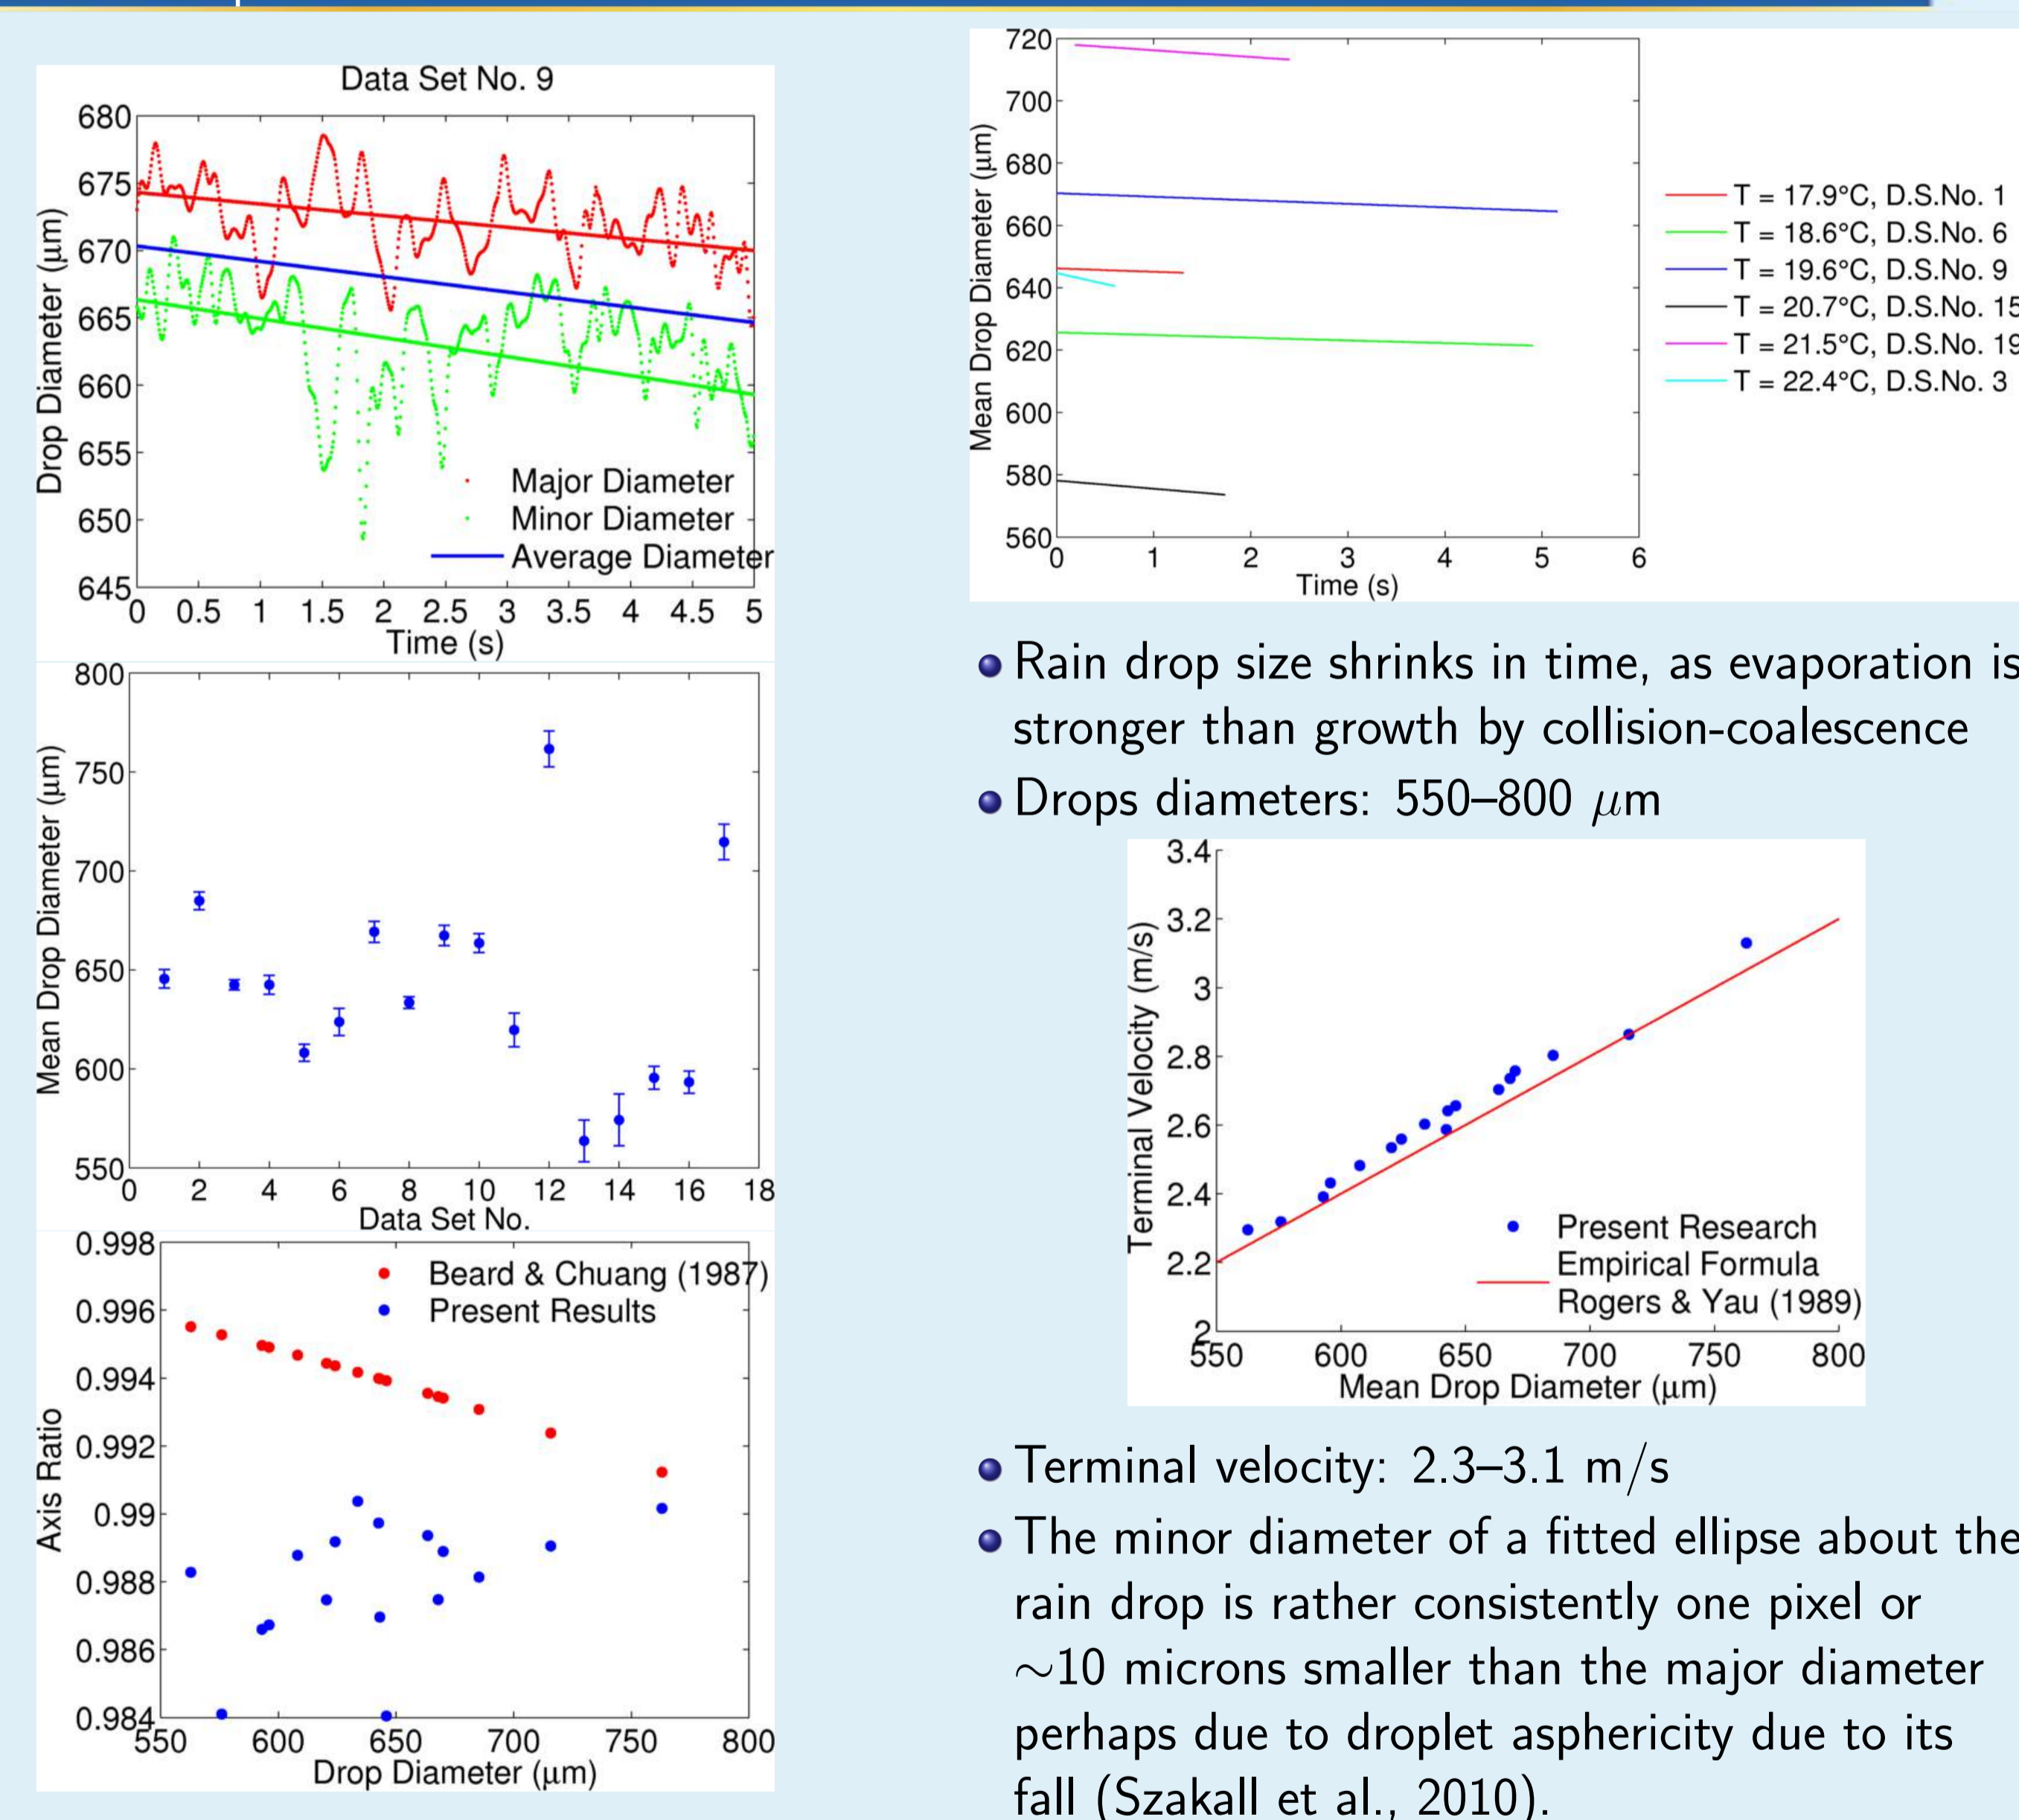 Data Set No. 9
680
675
670
665
660
655
650
645
Drop Diameter (μm)
Major Diameter
Minor Diameter
Average Diameter
0 0.5 1 1.5 2 2.5 3 3.5 4 4.5 5
Time (s)
800
750
700
650
600
550
Mean Drop Diameter (μm)
0 2 4 6 8 10 12 14 16 18
Data Set No.
0.998
0.996
0.994
0.992
0.99
0.988
0.986
0.984
Axis Ratio
Beard & Chuang (1987)
Present Results
550 600 650 700 750 800
Drop Diameter (μm)
720
700
680
660
640
620
600
580
560
Mean Drop Diameter (μm)
0 1 2 3 4 5 6
Time (s)
T = 17.9°C, D.S.No. 1
T = 18.6°C, D.S.No. 6
T = 19.6°C, D.S.No. 9
T = 20.7°C, D.S.No. 15
T = 21.5°C, D.S.No. 19
T = 22.4°C, D.S.No. 3
Rain drop size shrinks in time, as evaporation is
stronger than growth by collision-coalescence
Drops diameters: 550–800 μm
3.4
3.2
3
2.8
2.6
2.4
2.2
2
Terminal Velocity (m/s)
Present Research
Empirical Formula
Rogers & Yau (1989)
550 600 650 700 750 800
Mean Drop Diameter (μm)
Terminal velocity: 2.3–3.1 m/s
The minor diameter of a fitted ellipse about the
rain drop is rather consistently one pixel or
∼10 microns smaller than the major diameter
perhaps due to droplet asphericity due to its
fall (Szakall et al., 2010).